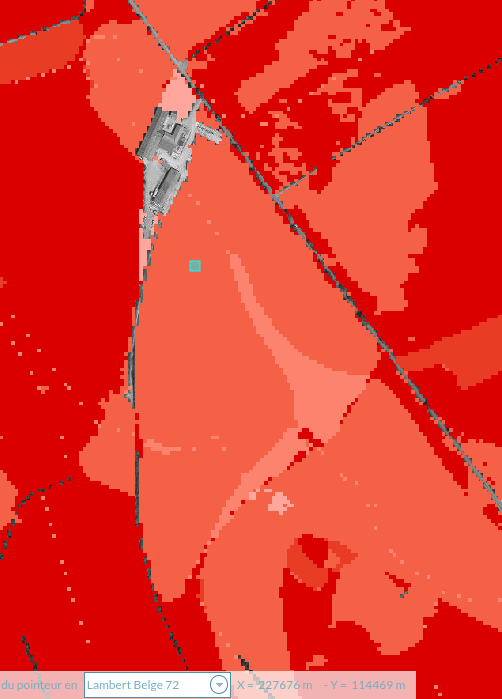 du pointeur en Lambert Belge 72 X = 227676 m - Y = 114469 m